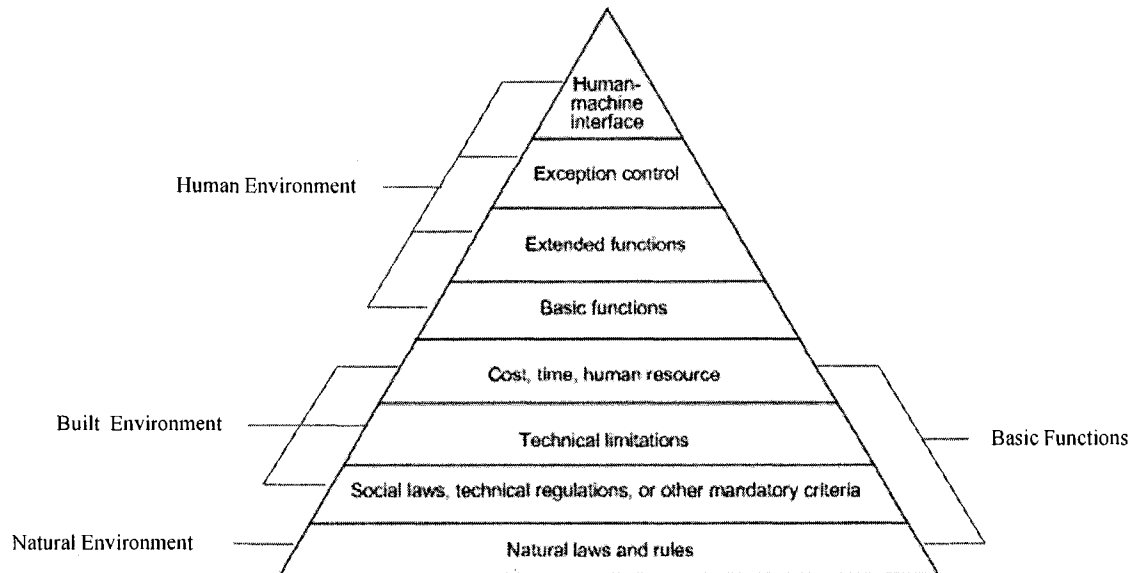 Human-
machine
interface
Exception control
Human Environment
Extended functions
Basic functions
Cost, time, human resource
Built Environment
Technical limitations
Basic Functions
Social laws, technical regulations, or other mandatory criteria
Natural Environment
Natural laws and rules